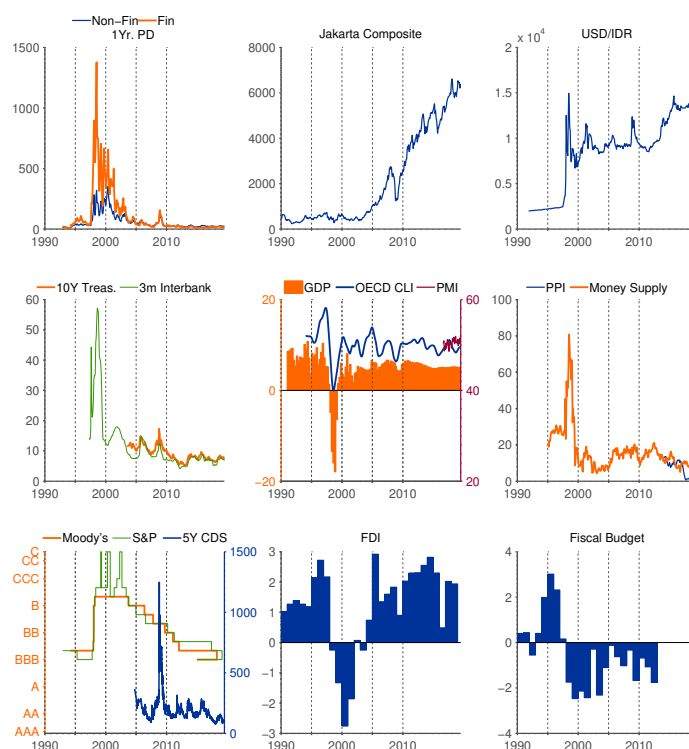 Non-Fin Fin
1Yr. PD
1500
1000
500
0
1990 2000 2010
Jakarta Composite
8000
6000
4000
2000
0
1990 2000 2010
USD/IDR
2 x 10⁴
1.5
1
0.5
0
1990 2000 2010
10Y Treas. 3m Interbank
60
50
40
30
20
10
0
1990 2000 2010
GDP OECD CLI PMI
20 60
10
0 40
-10
-20 20
1990 2000 2010
PPI Money Supply
100
80
60
40
20
0
1990 2000 2010
Moody's S&P 5Y CDS
C 1500
CC
CCC
1000
B
BB
BBB 500
A
AA
AAA 0
1990 2000 2010
FDI
3
2
1
0
-1
-2
-3
1990 2000 2010
Fiscal Budget
4
2
0
-2
-4
1990 2000 2010